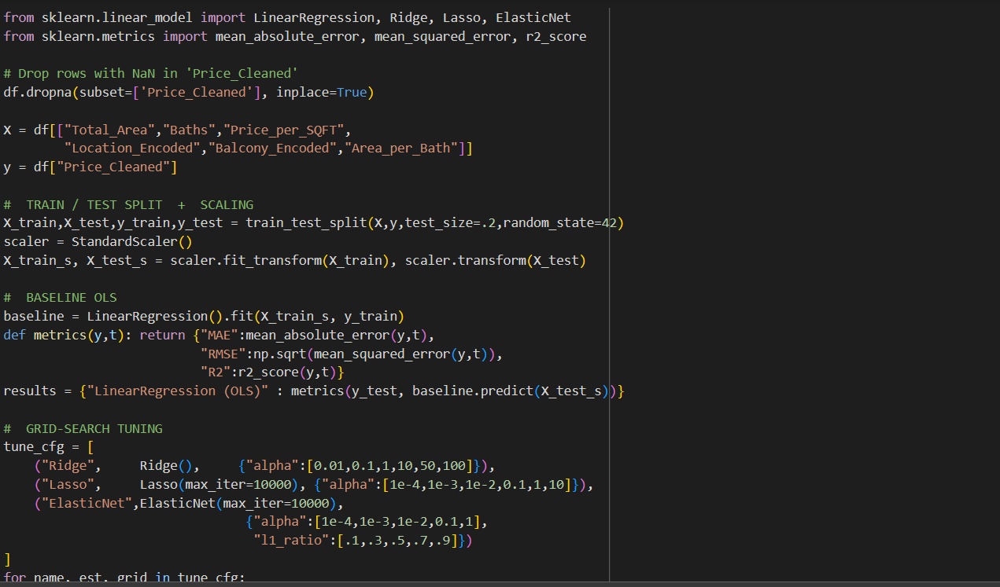 from sklearn.linear_model import LinearRegression, Ridge, Lasso, ElasticNet
from sklearn.metrics import mean_absolute_error, mean_squared_error, r2_score
# Drop rows with NaN in 'Price_Cleaned'
df.dropna(subset=['Price_Cleaned'], inplace=True)
X = df[["Total_Area","Baths","Price_per_SQFT",
"Location_Encoded","Balcony_Encoded","Area_per_Bath"]]
y = df["Price_Cleaned"]
#  TRAIN / TEST SPLIT  +  SCALING
X_train,X_test,y_train,y_test = train_test_split(X,y,test_size=.2,random_state=42)
scaler = StandardScaler()
X_train_s, X_test_s = scaler.fit_transform(X_train), scaler.transform(X_test)
#  BASELINE OLS
baseline = LinearRegression().fit(X_train_s, y_train)
def metrics(y,t): return {"MAE":mean_absolute_error(y,t),
"RMSE":np.sqrt(mean_squared_error(y,t)),
"R2":r2_score(y,t)}
results = {"LinearRegression (OLS)" : metrics(y_test, baseline.predict(X_test_s))}
#  GRID-SEARCH TUNING
tune_cfg = [
("Ridge",     Ridge(),      {"alpha":[0.01,0.1,1,10,50,100]}),
("Lasso",     Lasso(max_iter=10000), {"alpha":[1e-4,1e-3,1e-2,0.1,1,10]}),
("ElasticNet",ElasticNet(max_iter=10000),
{"alpha":[1e-4,1e-3,1e-2,0.1,1],
"l1_ratio":[.1,.3,.5,.7,.9]})
]
for name, est, grid in tune_cfg: